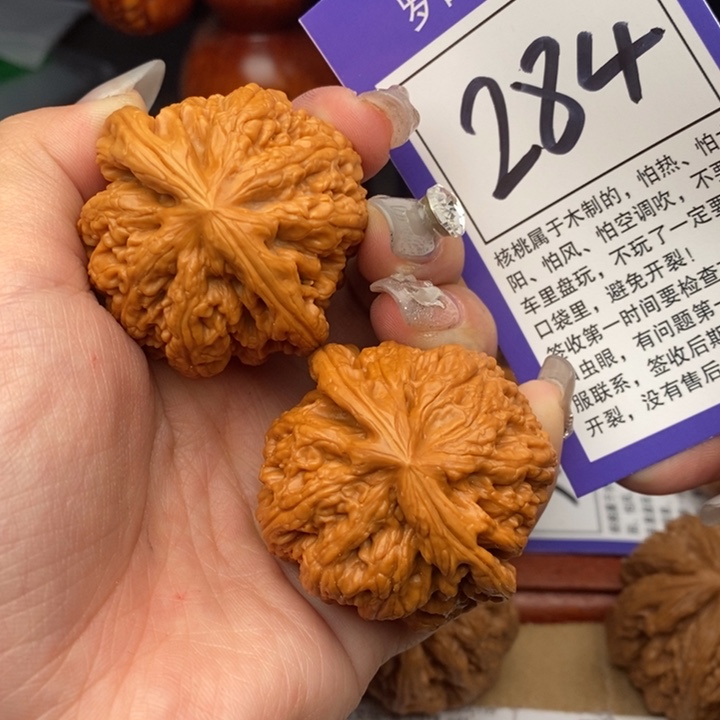 284
核桃属于木制的，怕热、怕
阳、怕风、怕空调吹，不要
车里盘玩，不玩了一定要
口袋里，避免开裂！
签收第一时间要检查
虫眼，有问题第
服联系，签收后期
开裂，没有售后